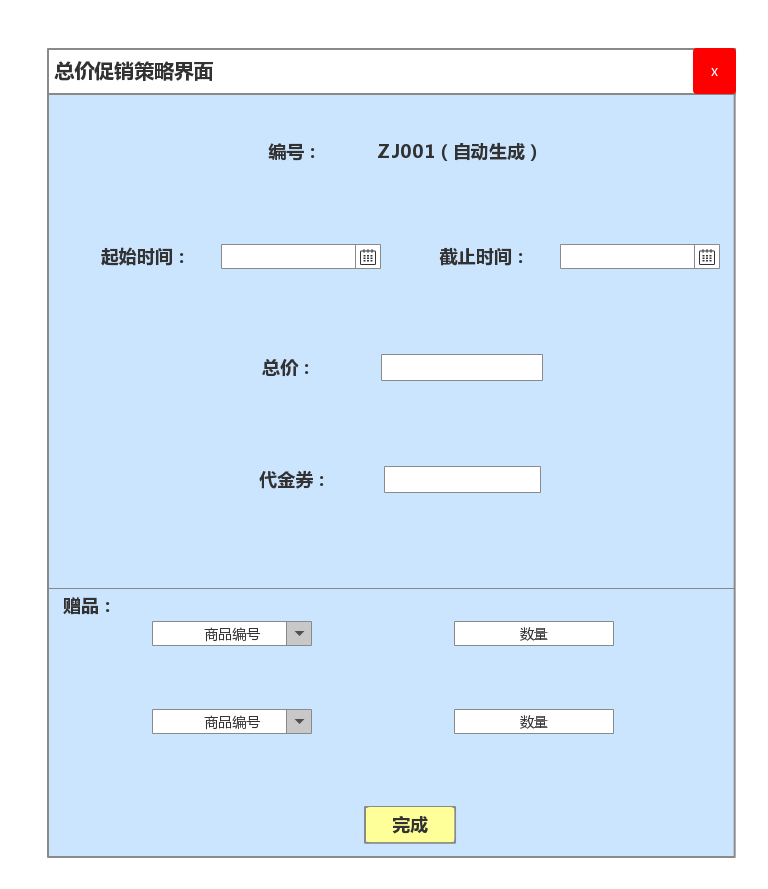 总价促销策略界面 x
编号： ZJ001（自动生成）
起始时间： 截止时间：
总价：
代金券：
赠品：
商品编号 数量
商品编号 数量
完成